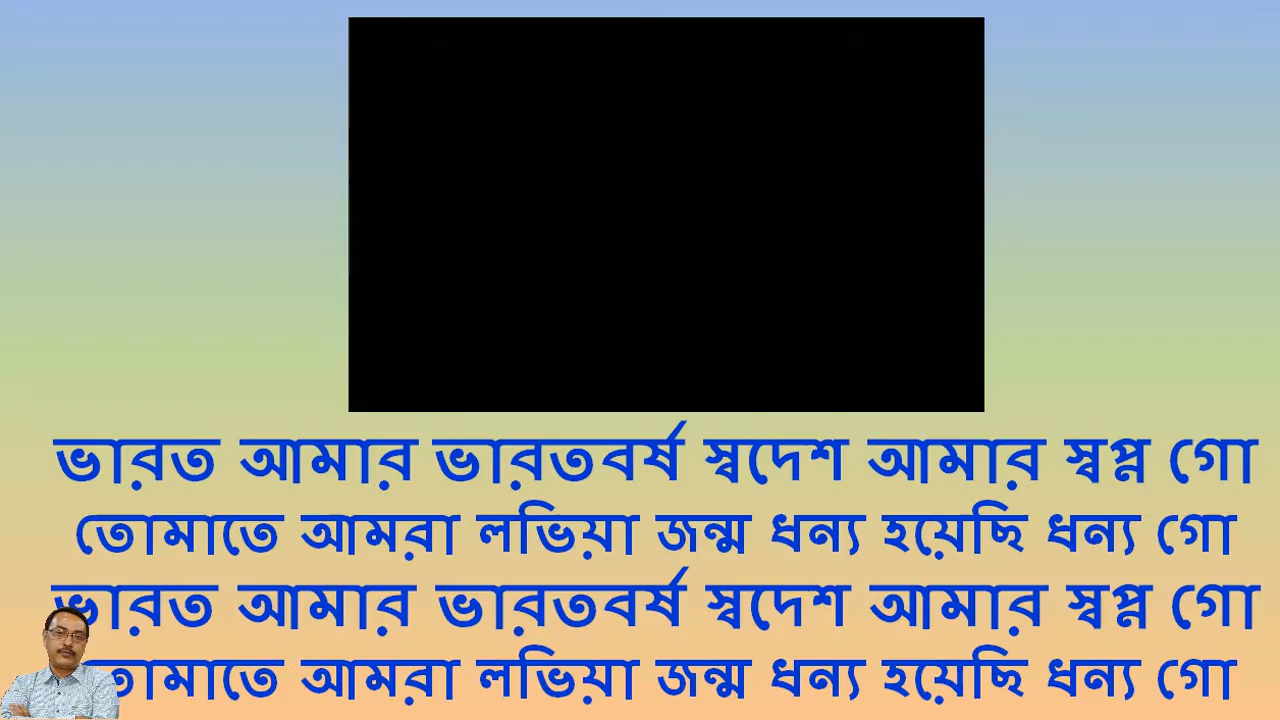 ভারত আমার ভারতবর্ষ স্বদেশ আমার স্বপ্ন গো
তোমাতে আমরা লভিয়া জন্ম ধন্য হয়েছি ধন্য গো
ভারত আমার ভারতবর্ষ স্বদেশ আমার স্বপ্ন গো
তোমাতে আমরা লভিয়া জন্ম ধন্য হয়েছি ধন্য গো